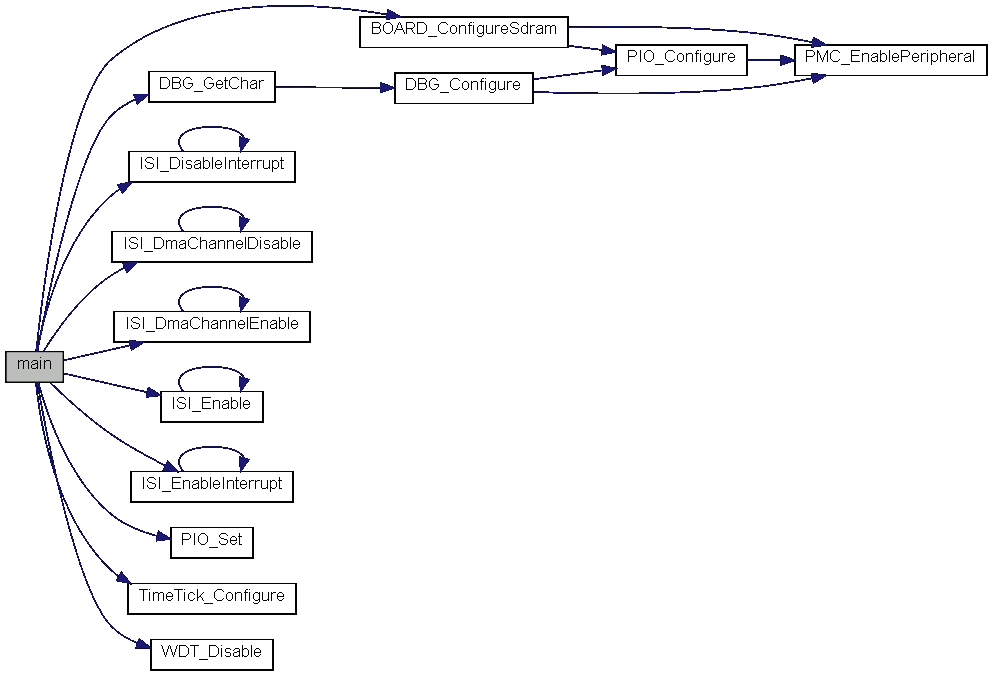 BOARD_ConfigureSdram
PIO_Configure
PMC_EnablePeripheral
DBG_GetChar
DBG_Configure
ISI_DisableInterrupt
ISI_DmaChannelDisable
ISI_DmaChannelEnable
main
ISI_Enable
ISI_EnableInterrupt
PIO_Set
TimeTick_Configure
WDT_Disable